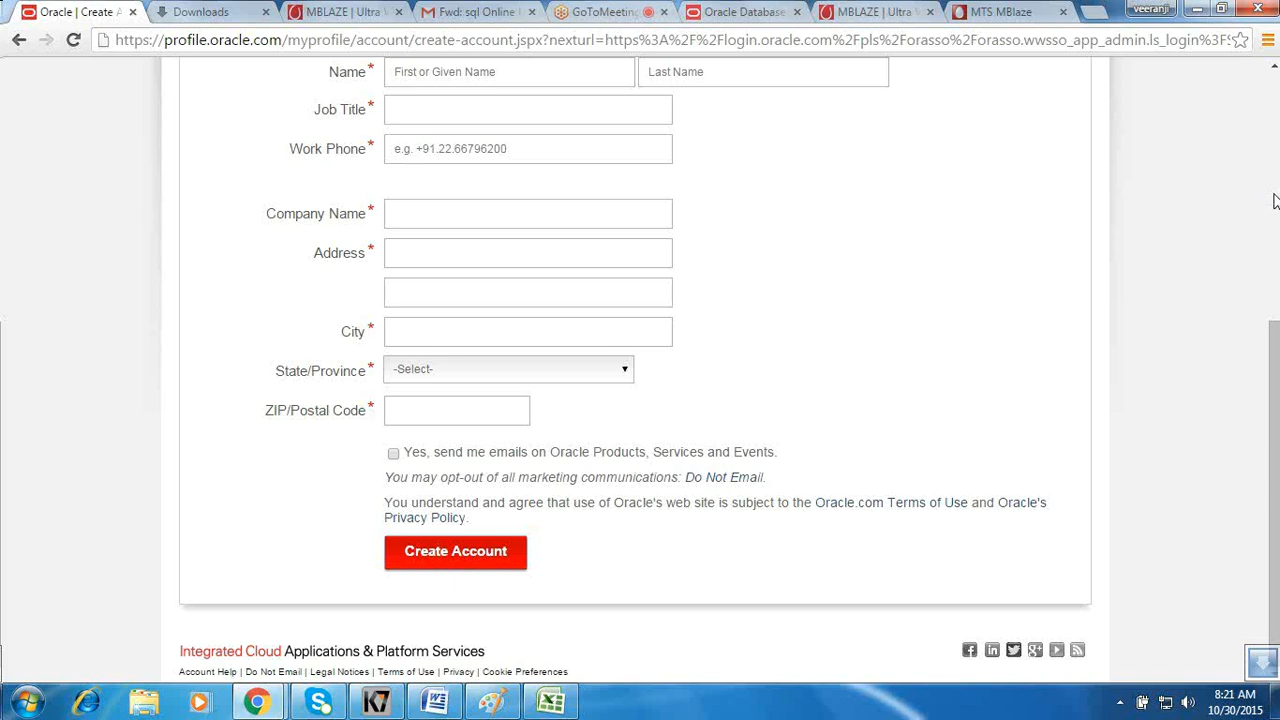 Oracle | Create A
Downloads
MBLAZE | Ultra W
Fwd: sql Online
GoToMeeting
Oracle Database
MBLAZE | Ultra W
MTS MBlaze
veeranji
https://profile.oracle.com/myprofile/account/create-account.jspx?nexturl=https%3A%2F%2Flogin.oracle.com%2Fpls%2Forasso%2Forasso.wwsso_app_admin.ls_login%3FS
Name* First or Given Name Last Name
Job Title*
Work Phone* e.g. +91.22.66796200
Company Name*
Address*
City*
State/Province* -Select-
ZIP/Postal Code*
Yes, send me emails on Oracle Products, Services and Events.
You may opt-out of all marketing communications: Do Not Email.
You understand and agree that use of Oracle's web site is subject to the Oracle.com Terms of Use and Oracle's
Privacy Policy.
Create Account
Integrated Cloud Applications & Platform Services
Account Help | Do Not Email | Legal Notices | Terms of Use | Privacy | Cookie Preferences
K7
8:21 AM
10/30/2015